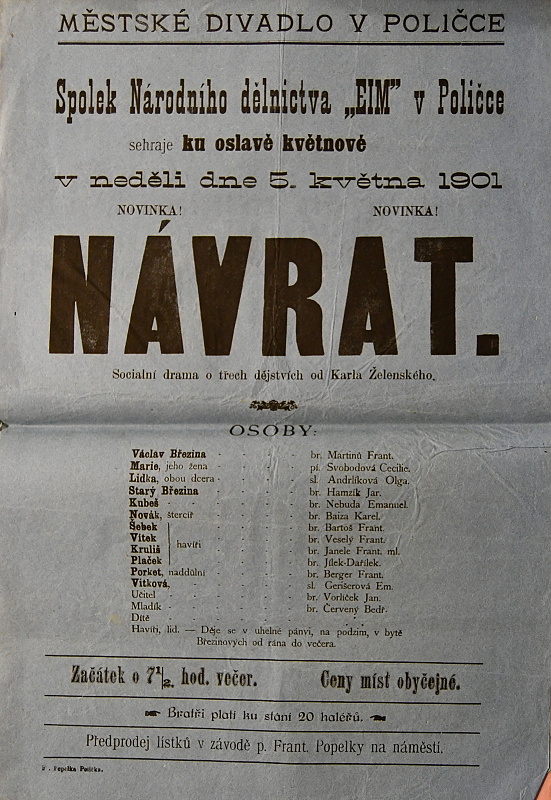 MĚSTSKÉ DIVADLO V POLIČCE
Spolek Národního dělnictva „EIM” v Poličce
sehraje ku oslavě květnové
v neděli dne 5. května 1901
NOVINKA! NOVINKA!
NÁVRAT.
Socialní drama o třech dějstvích od Karla Želenského.
OSOBY:
Václav Březina - - - - br. Martinů Frant.
Marie, jeho žena - - - - pí. Svobodová Cecilie.
Lidka, obou dcera - - - - sl. Andrlíková Olga.
Starý Březina - - - - br. Hamzík Jar.
Kubeš - - - - br. Nebuda Emanuel.
Novák, štercíř - - - - br. Baiza Karel.
Šebek - - - br. Bartoš Frant.
Vítek - - - br. Veselý Frant.
Kruliš havíři - - - br. Janele Frant. ml.
Plaček - - - br. Jílek-Dařílek.
Porket, naddůlní - - - br. Berger Frant.
Vítková, - - - - sl. Gerišerová Em.
Učitel - - - - br. Vorlíček Jan.
Mladík - - - - br. Červený Bedř.
Dítě - - - -
Havíři, lid. — Děje se v uhelné pánvi, na podzim, v bytě
Březinových od rána do večera.
Začátek o 7½. hod. večer. Ceny míst obyčejné.
Bratři platí ku stání 20 haléřů.
Předprodej lístků v závodě p. Frant. Popelky na náměstí.
Popelka Polička.